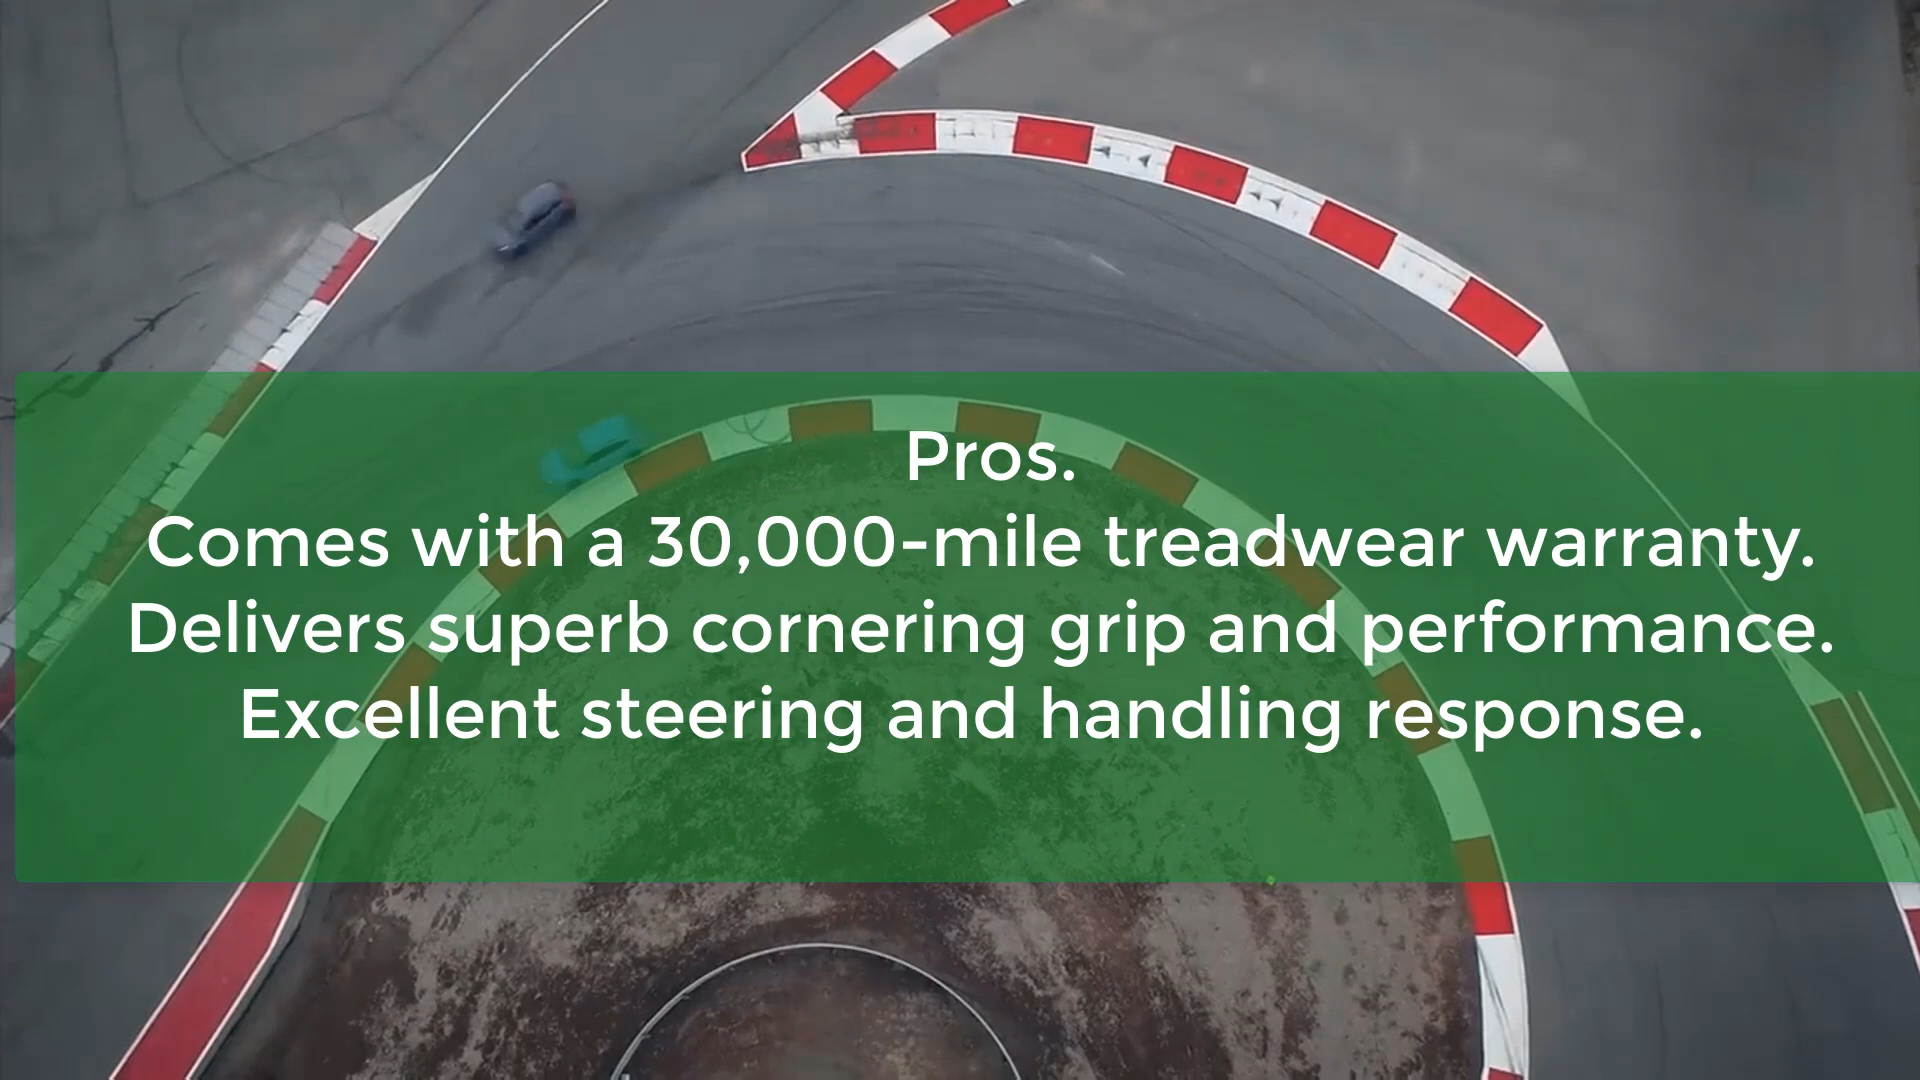 Pros.
Comes with a 30,000-mile treadwear warranty.
Delivers superb cornering grip and performance.
Excellent steering and handling response.